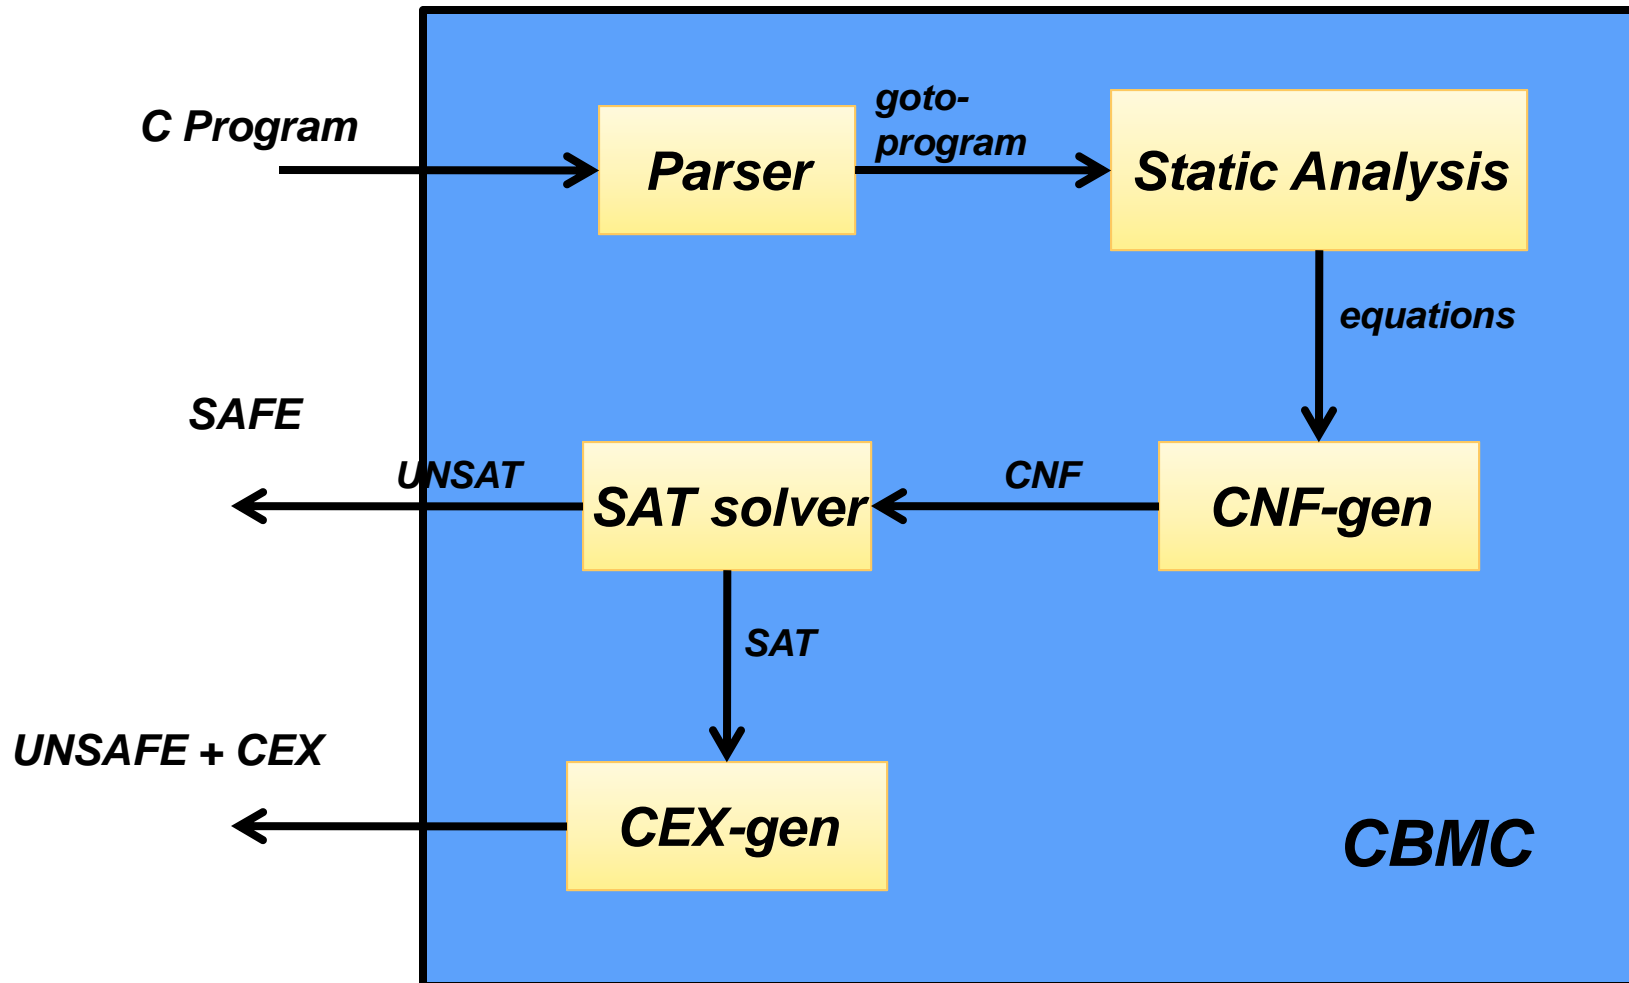 C Program
Parser
goto-
program
Static Analysis
equations
SAFE
UNSAT
SAT solver
CNF
CNF-gen
SAT
UNSAFE + CEX
CEX-gen
CBMC